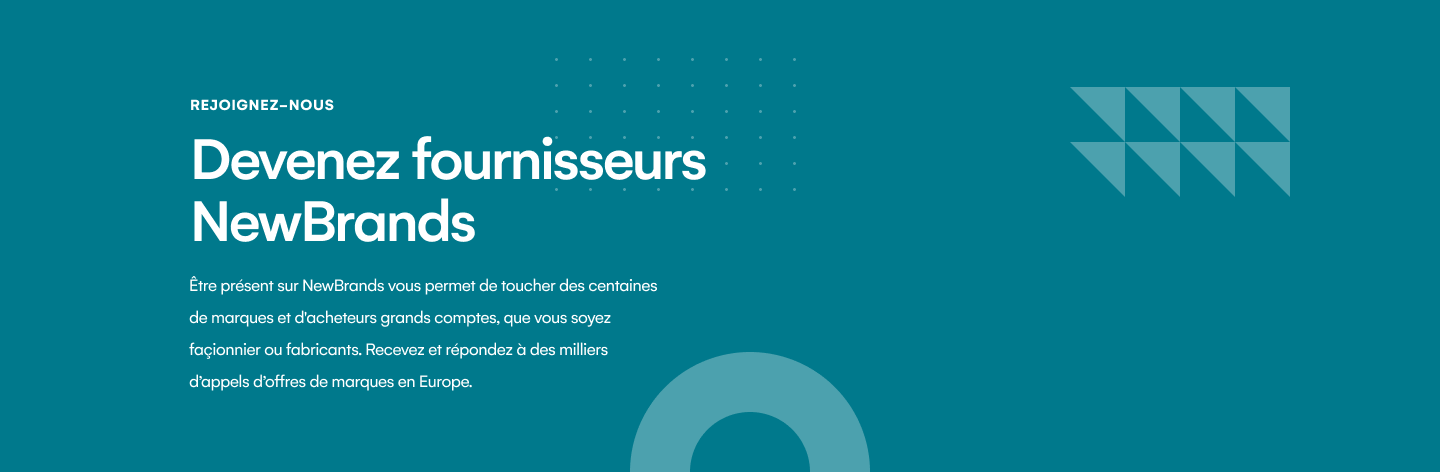 REJOIGNEZ-NOUS
Devenez fournisseurs
NewBrands
Être présent sur NewBrands vous permet de toucher des centaines
de marques et d'acheteurs grands comptes, que vous soyez
façionnier ou fabricants. Recevez et répondez à des milliers
d’appels d’offres de marques en Europe.